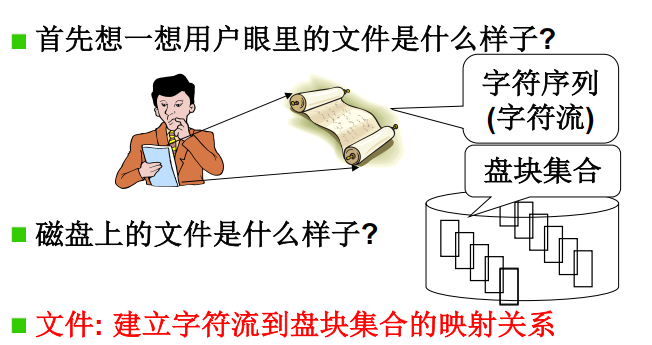 首先想一想用户眼里的文件是什么样子?
字符序列
(字符流)
盘块集合
磁盘上的文件是什么样子?
文件: 建立字符流到盘块集合的映射关系